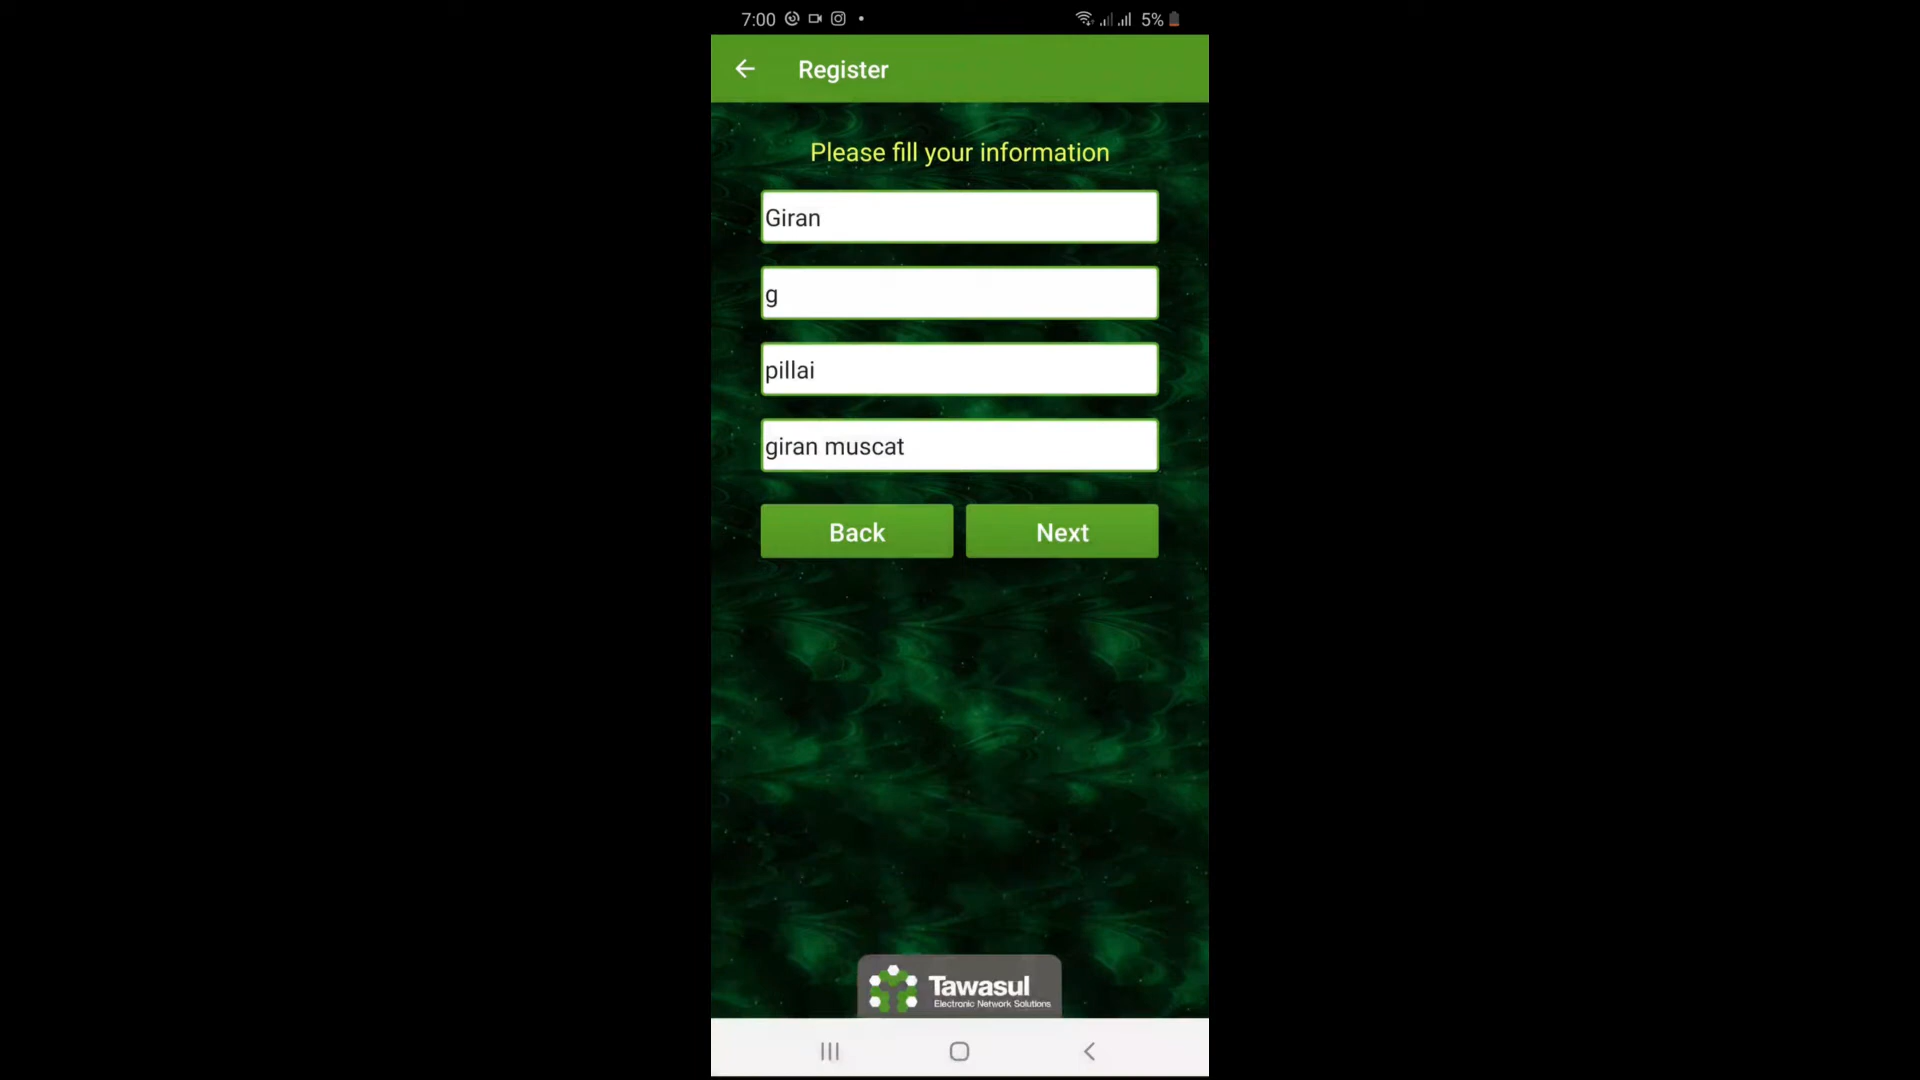 7:00
5%
Register
Please fill your information
Giran
g
pillai
giran muscat
Back Next
Tawasul
Electronic Network Solutions